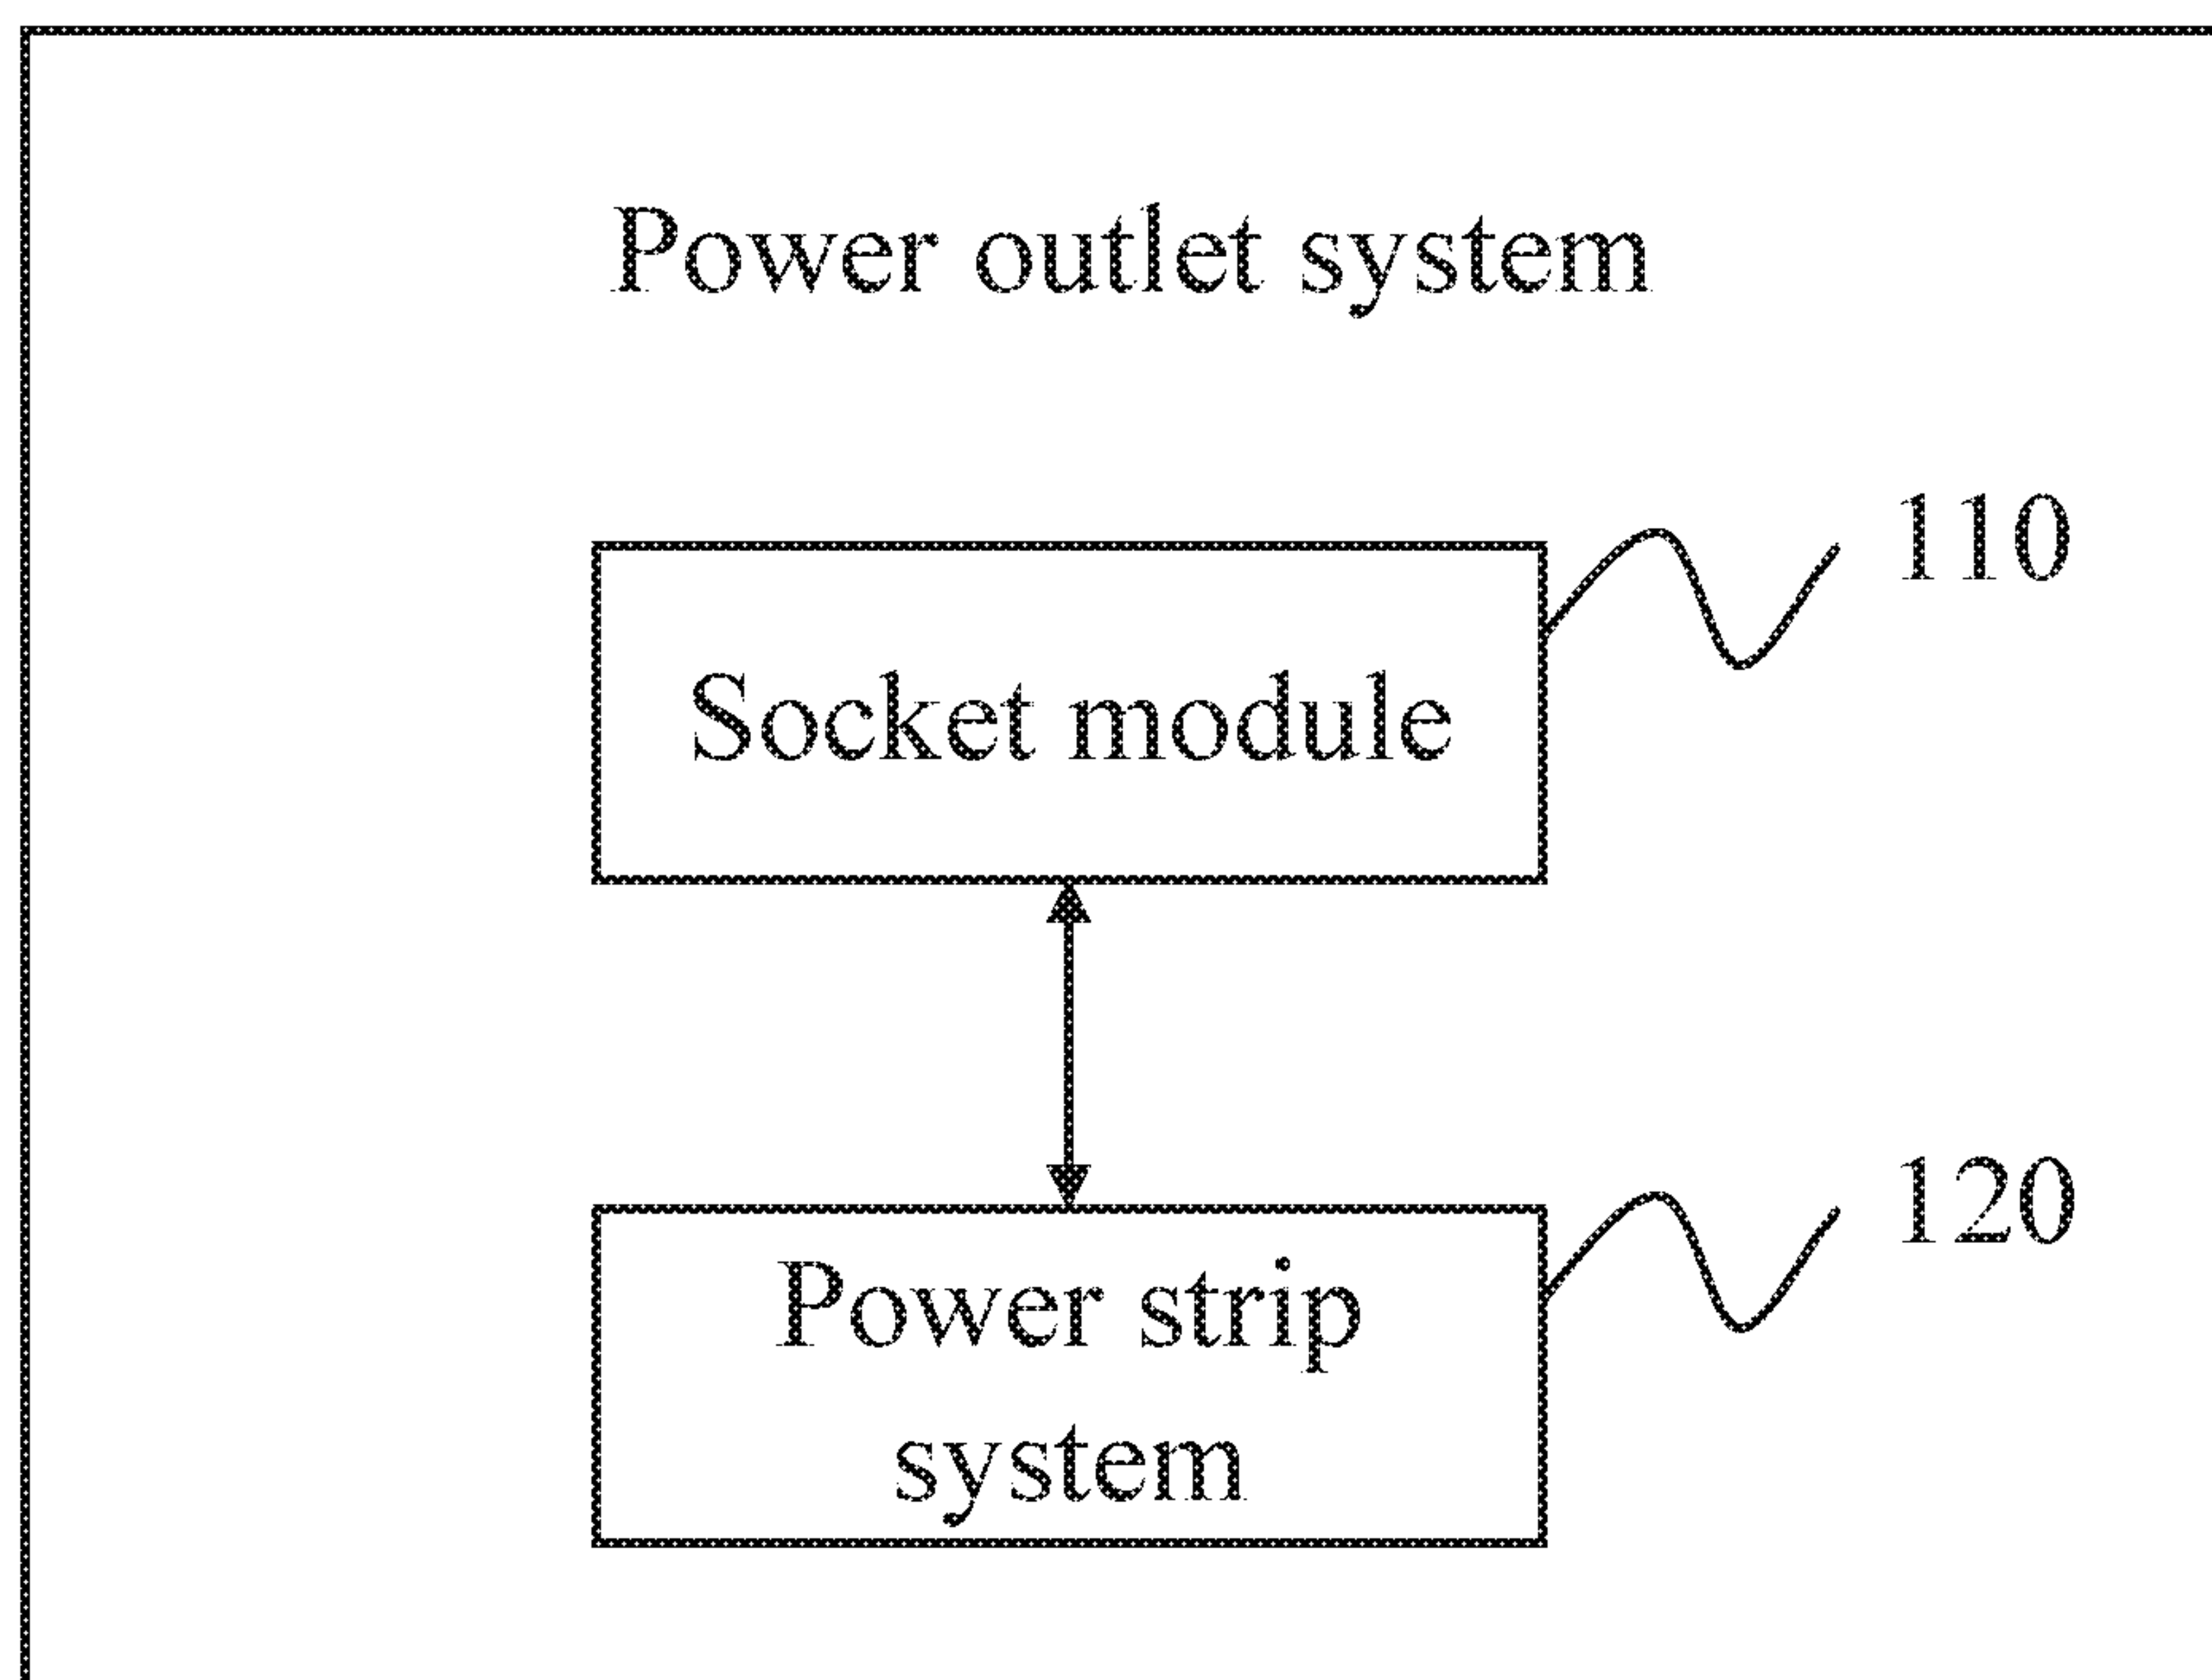 Power outlet system
110
Socket module
120
Power strip
system